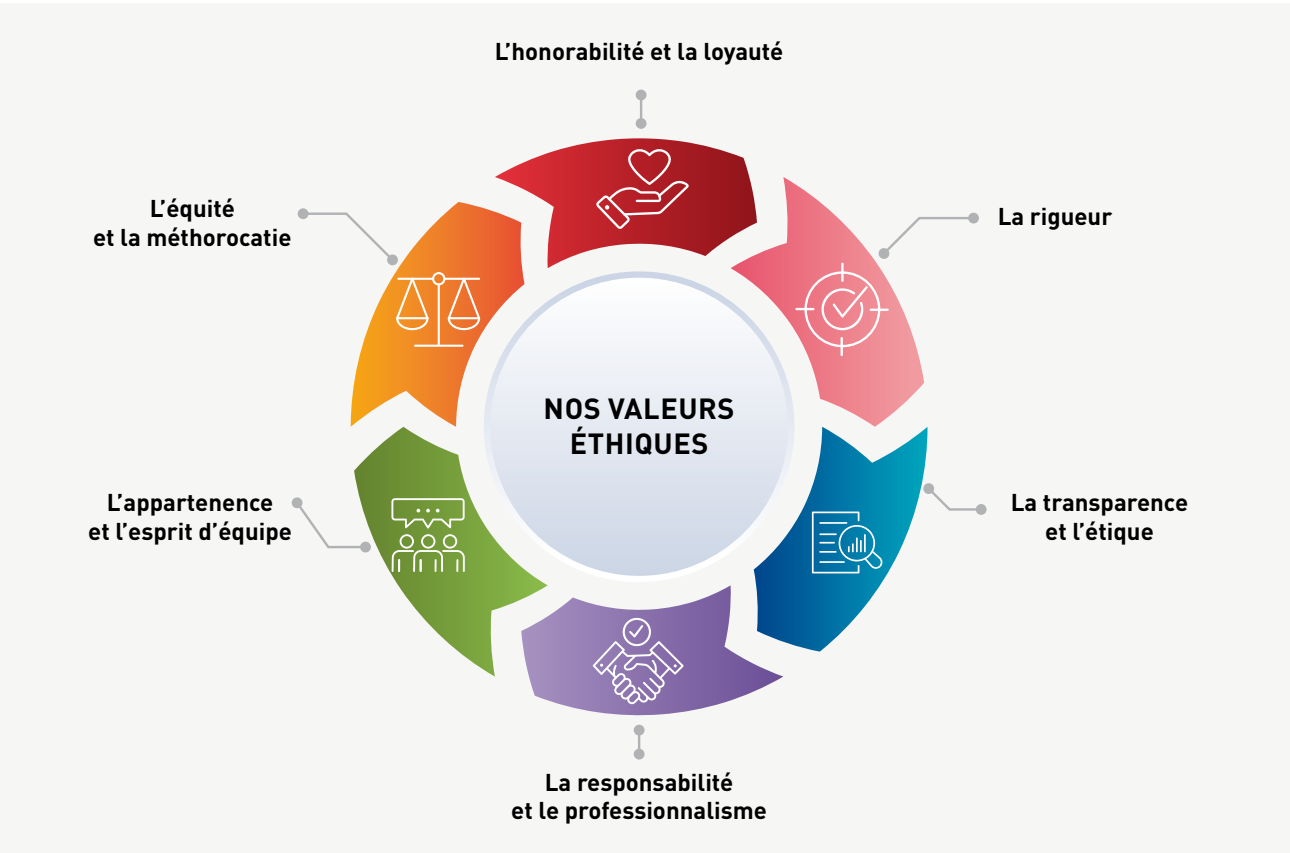 L'honorabilité et la loyauté
L'équité
et la méthorocatie
La rigueur
NOS VALEURS
ÉTHIQUES
L'appartenence
et l'esprit d'équipe
La transparence
et l'étique
La responsabilité
et le professionnalisme